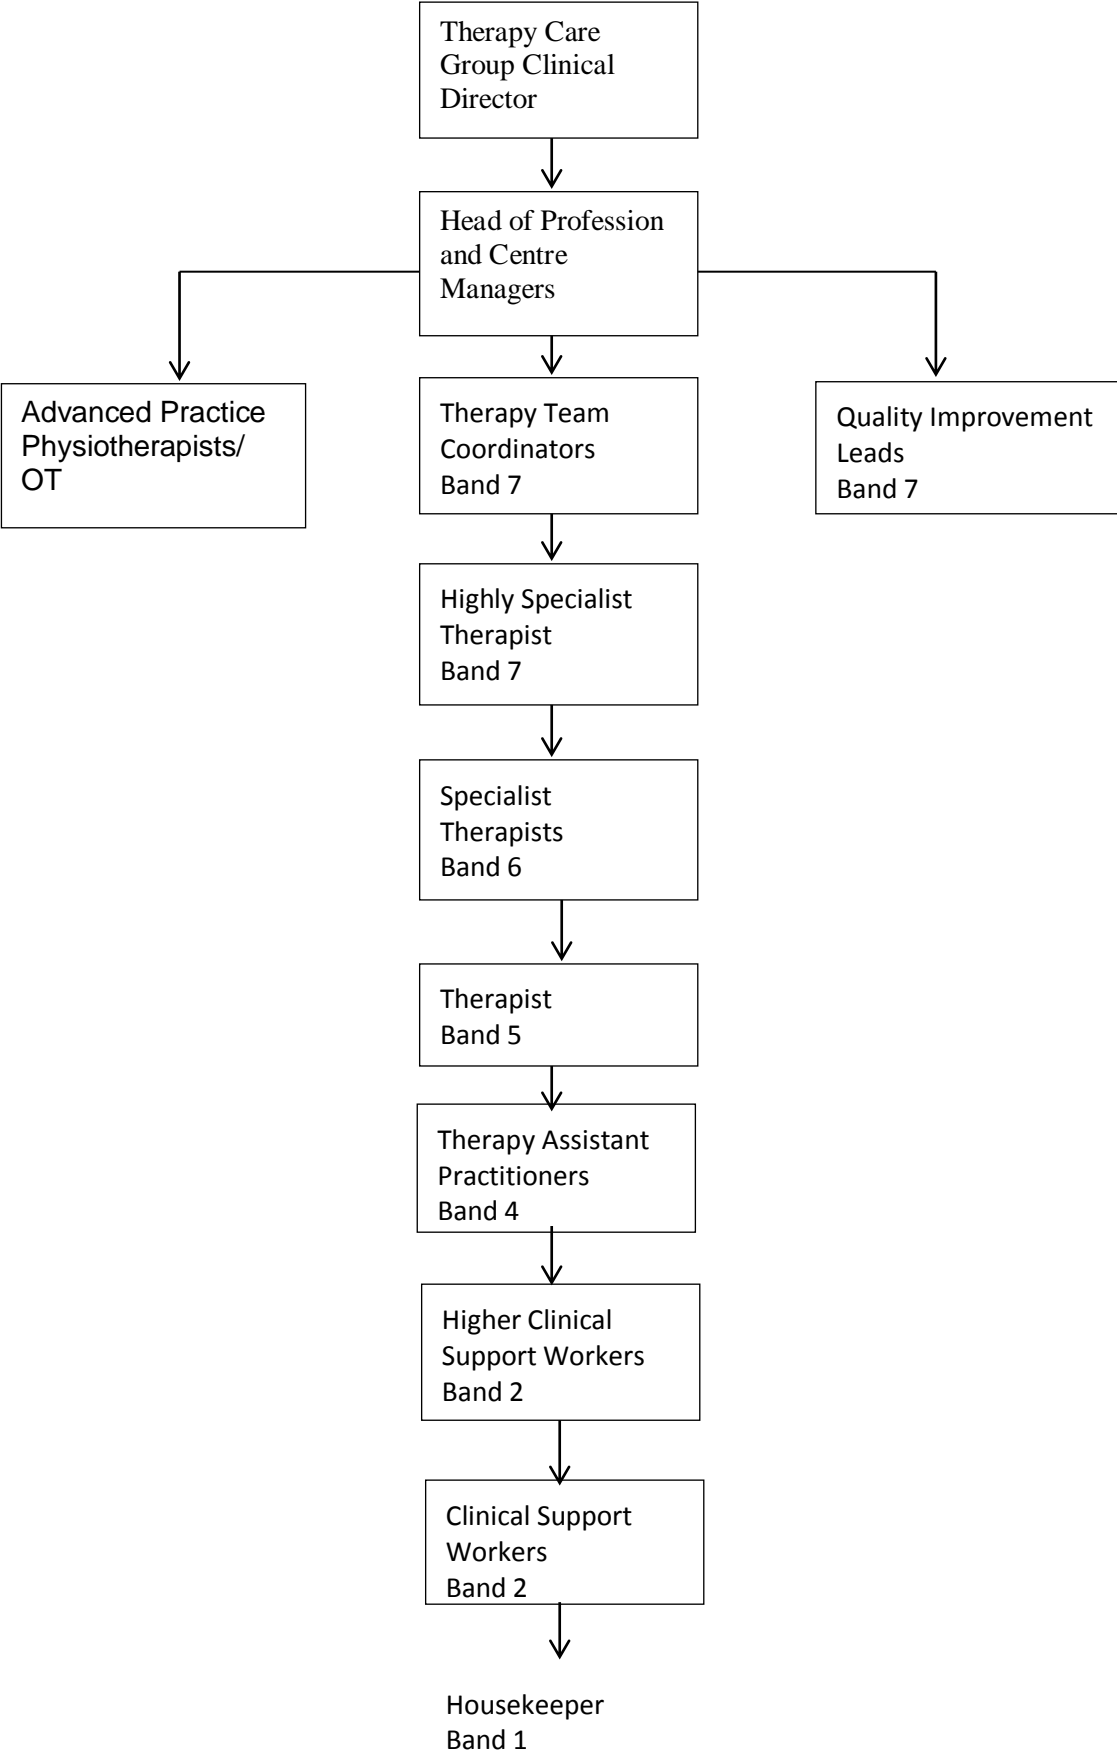 Therapy Care
Group Clinical
Director
Head of Profession
and Centre
Managers
Advanced Practice
Physiotherapists/
OT
Therapy Team
Coordinators
Band 7
Quality Improvement
Leads
Band 7
Highly Specialist
Therapist
Band 7
Specialist
Therapists
Band 6
Therapist
Band 5
Therapy Assistant
Practitioners
Band 4
Higher Clinical
Support Workers
Band 2
Clinical Support
Workers
Band 2
Housekeeper
Band 1